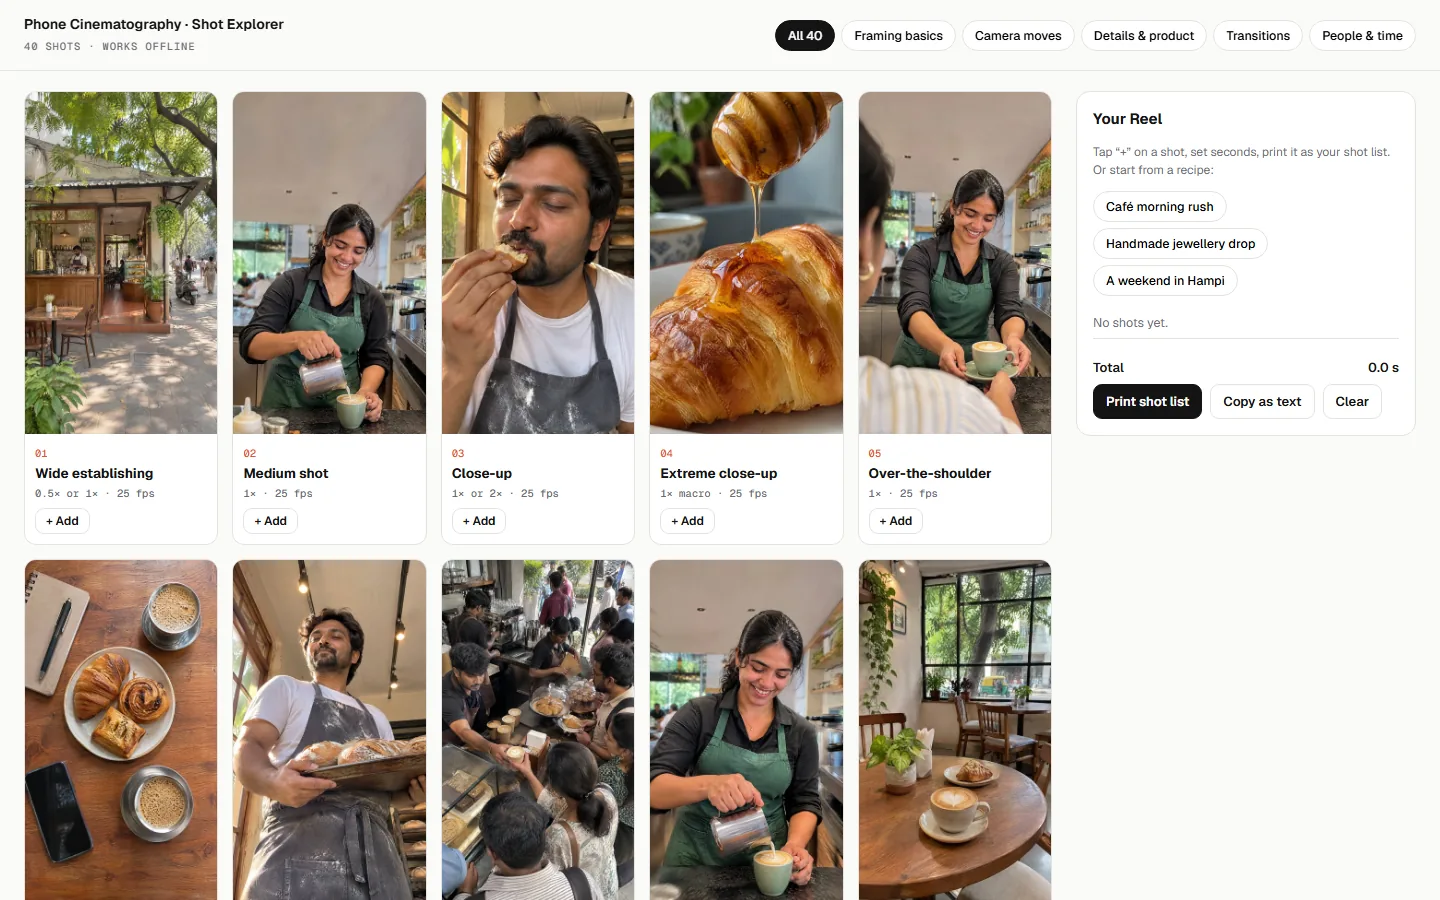 Phone Cinematography · Shot Explorer
40 SHOTS · WORKS OFFLINE
All 40
Framing basics
Camera moves
Details & product
Transitions
People & time
01
Wide establishing
0.5× or 1× · 25 fps
+ Add
02
Medium shot
1× · 25 fps
+ Add
03
Close-up
1× or 2× · 25 fps
+ Add
04
Extreme close-up
1× macro · 25 fps
+ Add
05
Over-the-shoulder
1× · 25 fps
+ Add
Your Reel
Tap “+” on a shot, set seconds, print it as your shot list.
Or start from a recipe:
Café morning rush
Handmade jewellery drop
A weekend in Hampi
No shots yet.
Total 0.0 s
Print shot list
Copy as text
Clear